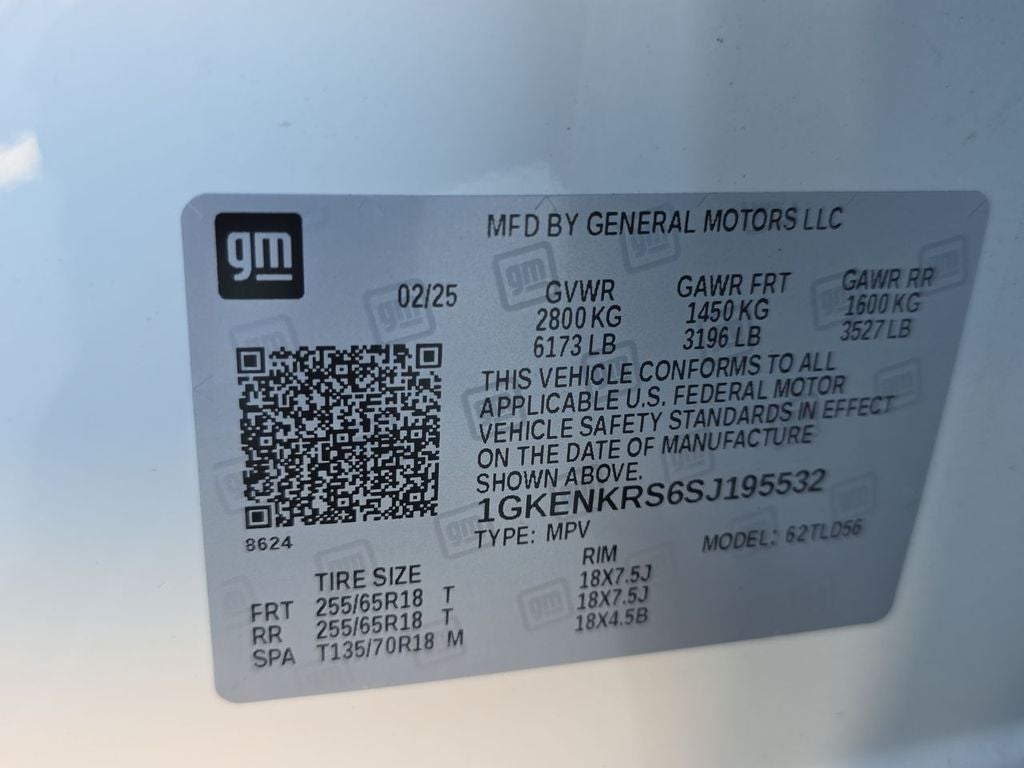 gm
MFD BY GENERAL MOTORS LLC
02/25
GVWR GAWR FRT GAWR RR
2800 KG 1450 KG 1600 KG
6173 LB 3196 LB 3527 LB
THIS VEHICLE CONFORMS TO ALL
APPLICABLE U.S. FEDERAL MOTOR
VEHICLE SAFETY STANDARDS IN EFFECT
ON THE DATE OF MANUFACTURE
SHOWN ABOVE.
1GKENKRS6SJ195532
TYPE: MPV MODEL: 62TLD56
8624
TIRE SIZE RIM
FRT 255/65R18 T 18X7.5J
RR 255/65R18 T 18X7.5J
SPA T135/70R18 M 18X4.5B